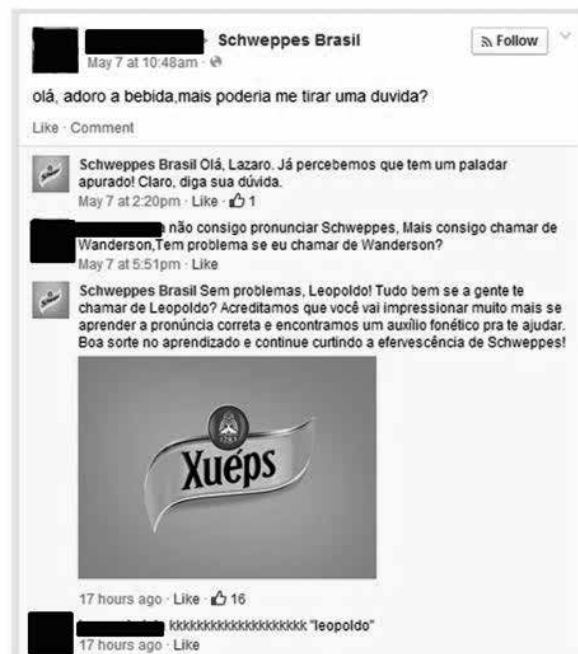 Schweppes Brasil
Follow
May 7 at 10:48am ·
olá, adoro a bebida,mais poderia me tirar uma duvida?
Like · Comment
Schweppes Brasil Olá, Lazaro. Já percebemos que tem um paladar
apurado! Claro, diga sua dúvida.
May 7 at 2:20pm · Like · 1
não consigo pronunciar Schweppes, Mais consigo chamar de
Wanderson,Tem problema se eu chamar de Wanderson?
May 7 at 5:51pm · Like
Schweppes Brasil Sem problemas, Leopoldo! Tudo bem se a gente te
chamar de Leopoldo? Acreditamos que você vai impressionar muito mais se
aprender a pronúncia correta e encontramos um auxílio fonético pra te ajudar.
Boa sorte no aprendizado e continue curtindo a efervescência de Schweppes!
1783
Xuéps
17 hours ago · Like · 16
kkkkkkkkkkkkkkkkkkkk "leopoldo"
17 hours ago · Like